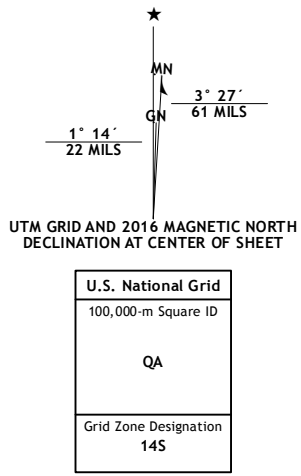 MN
GN
3° 27´
61 MILS
1° 14´
22 MILS
UTM GRID AND 2016 MAGNETIC NORTH
DECLINATION AT CENTER OF SHEET
U.S. National Grid
100,000-m Square ID
QA
Grid Zone Designation
14S